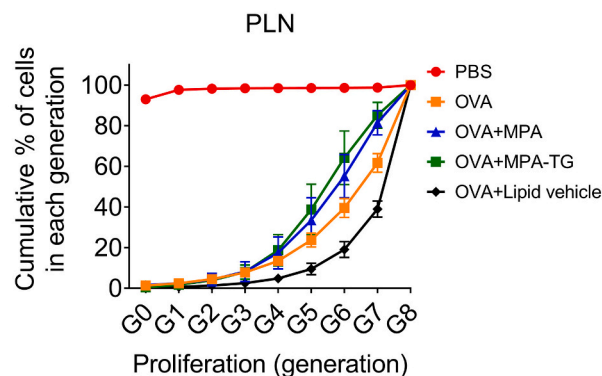 PLN
Cumulative % of cells
in each generation
100
80
60
40
20
0
G0 G1 G2 G3 G4 G5 G6 G7 G8
Proliferation (generation)
PBS
OVA
OVA+MPA
OVA+MPA-TG
OVA+Lipid vehicle